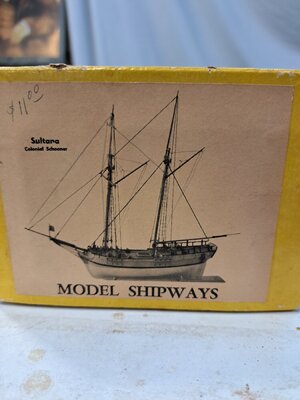 $11.00
Sultana
Colonial Schooner
MODEL SHIPWAYS